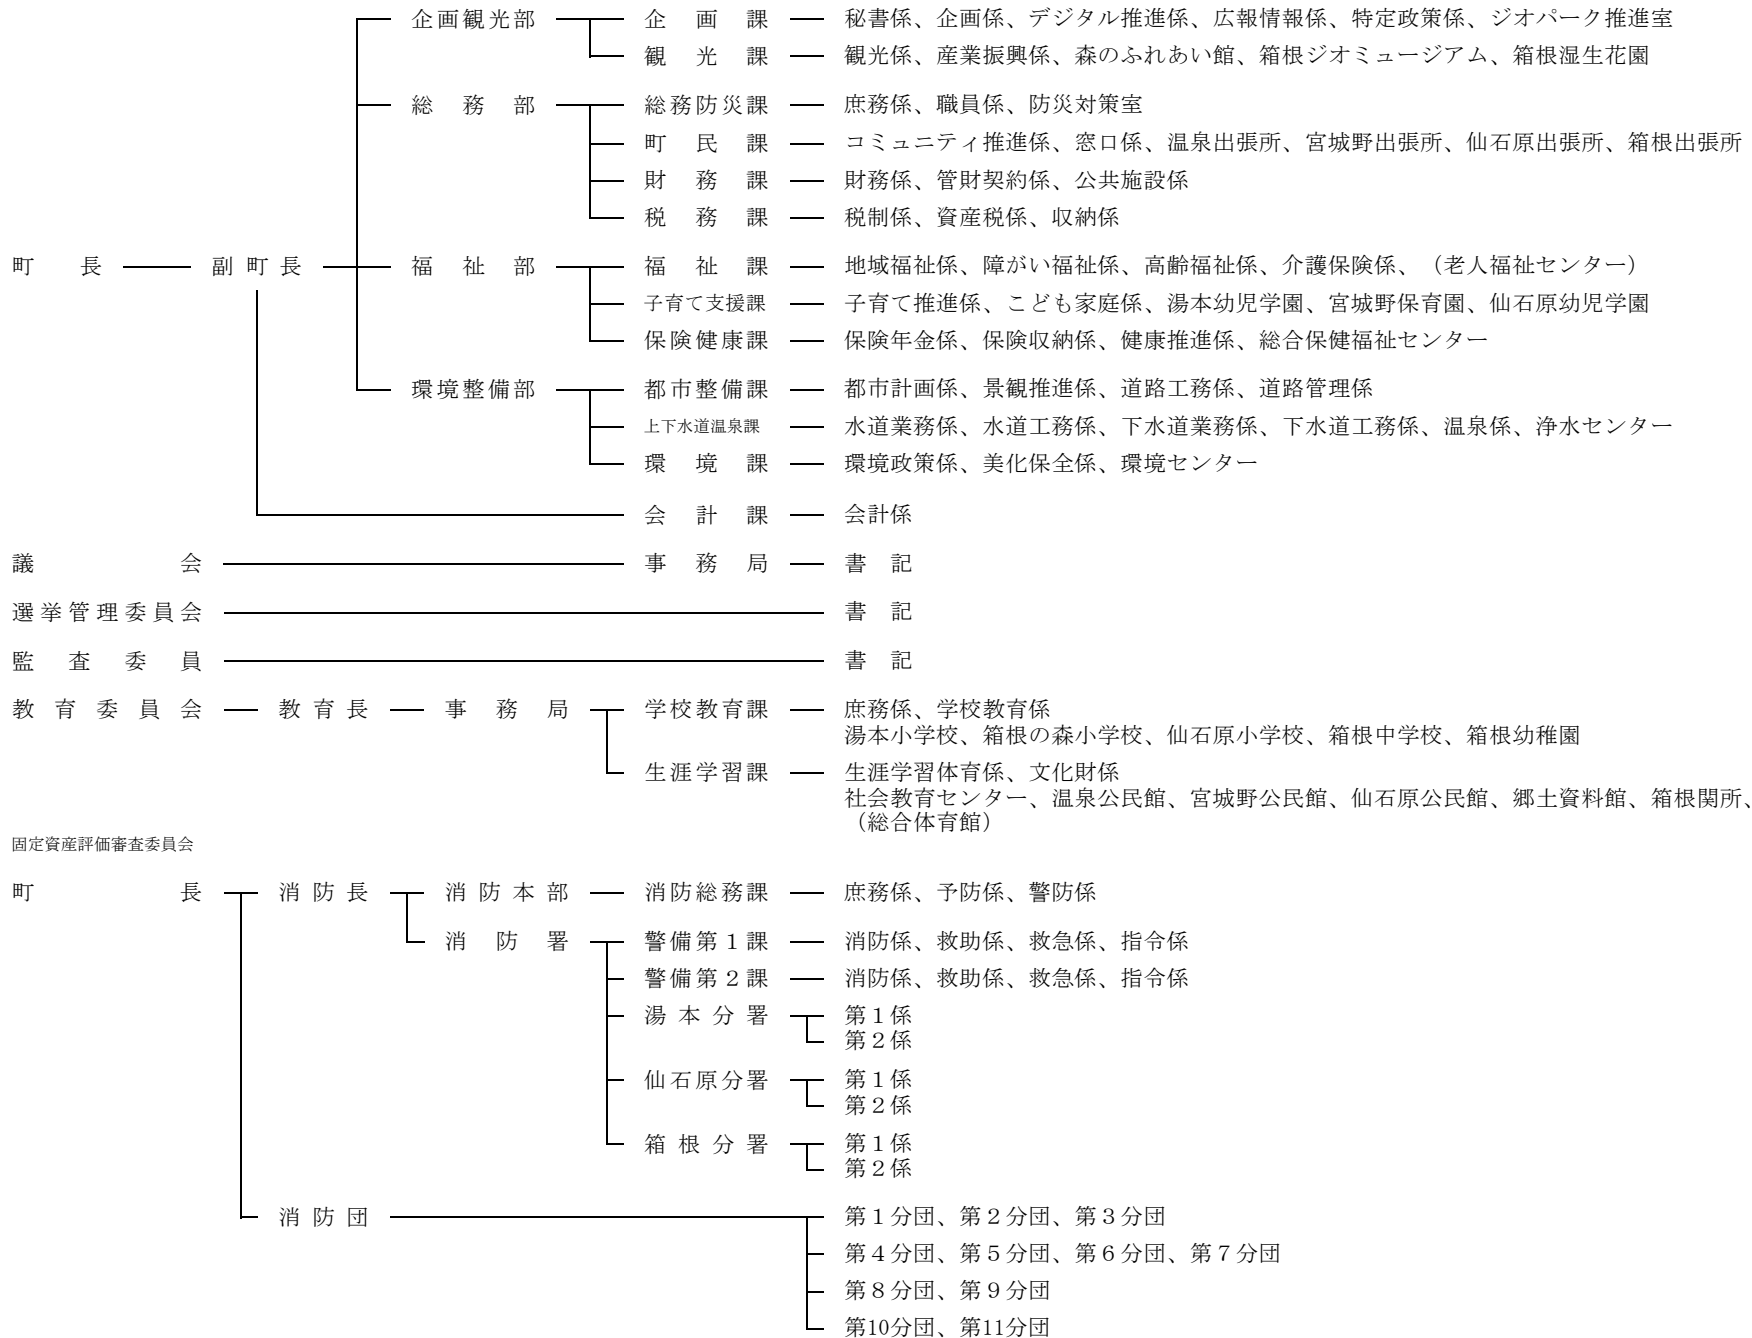 企画観光部 企画課 秘書係、企画係、デジタル推進係、広報情報係、特定政策係、ジオパーク推進室
観光課 観光係、産業振興係、森のふれあい館、箱根ジオミュージアム、箱根湿生花園
総務部 総務防災課 庶務係、職員係、防災対策室
町民課 コミュニティ推進係、窓口係、温泉出張所、宮城野出張所、仙石原出張所、箱根出張所
財務課 財務係、管財契約係、公共施設係
税務課 税制係、資産税係、収納係
町長 副町長 福祉部 福祉課 地域福祉係、障がい福祉係、高齢福祉係、介護保険係、（老人福祉センター）
子育て支援課 子育て推進係、こども家庭係、湯本幼児学園、宮城野保育園、仙石原幼児学園
保険健康課 保険年金係、保険収納係、健康推進係、総合保健福祉センター
環境整備部 都市整備課 都市計画係、景観推進係、道路工務係、道路管理係
上下水道温泉課 水道業務係、水道工務係、下水道業務係、下水道工務係、温泉係、浄水センター
環境課 環境政策係、美化保全係、環境センター
会計課 会計係
議会 事務局 書記
選挙管理委員会 書記
監査委員 書記
教育委員会 教育長 事務局 学校教育課 庶務係、学校教育係
湯本小学校、箱根の森小学校、仙石原小学校、箱根中学校、箱根幼稚園
生涯学習課 生涯学習体育係、文化財係
社会教育センター、温泉公民館、宮城野公民館、仙石原公民館、郷土資料館、箱根関所、
（総合体育館）
固定資産評価審査委員会
町長 消防長 消防本部 消防総務課 庶務係、予防係、警防係
消防署 警備第１課 消防係、救助係、救急係、指令係
警備第２課 消防係、救助係、救急係、指令係
湯本分署 第１係
第２係
仙石原分署 第１係
第２係
箱根分署 第１係
第２係
消防団 第１分団、第２分団、第３分団
第４分団、第５分団、第６分団、第７分団
第８分団、第９分団
第10分団、第11分団